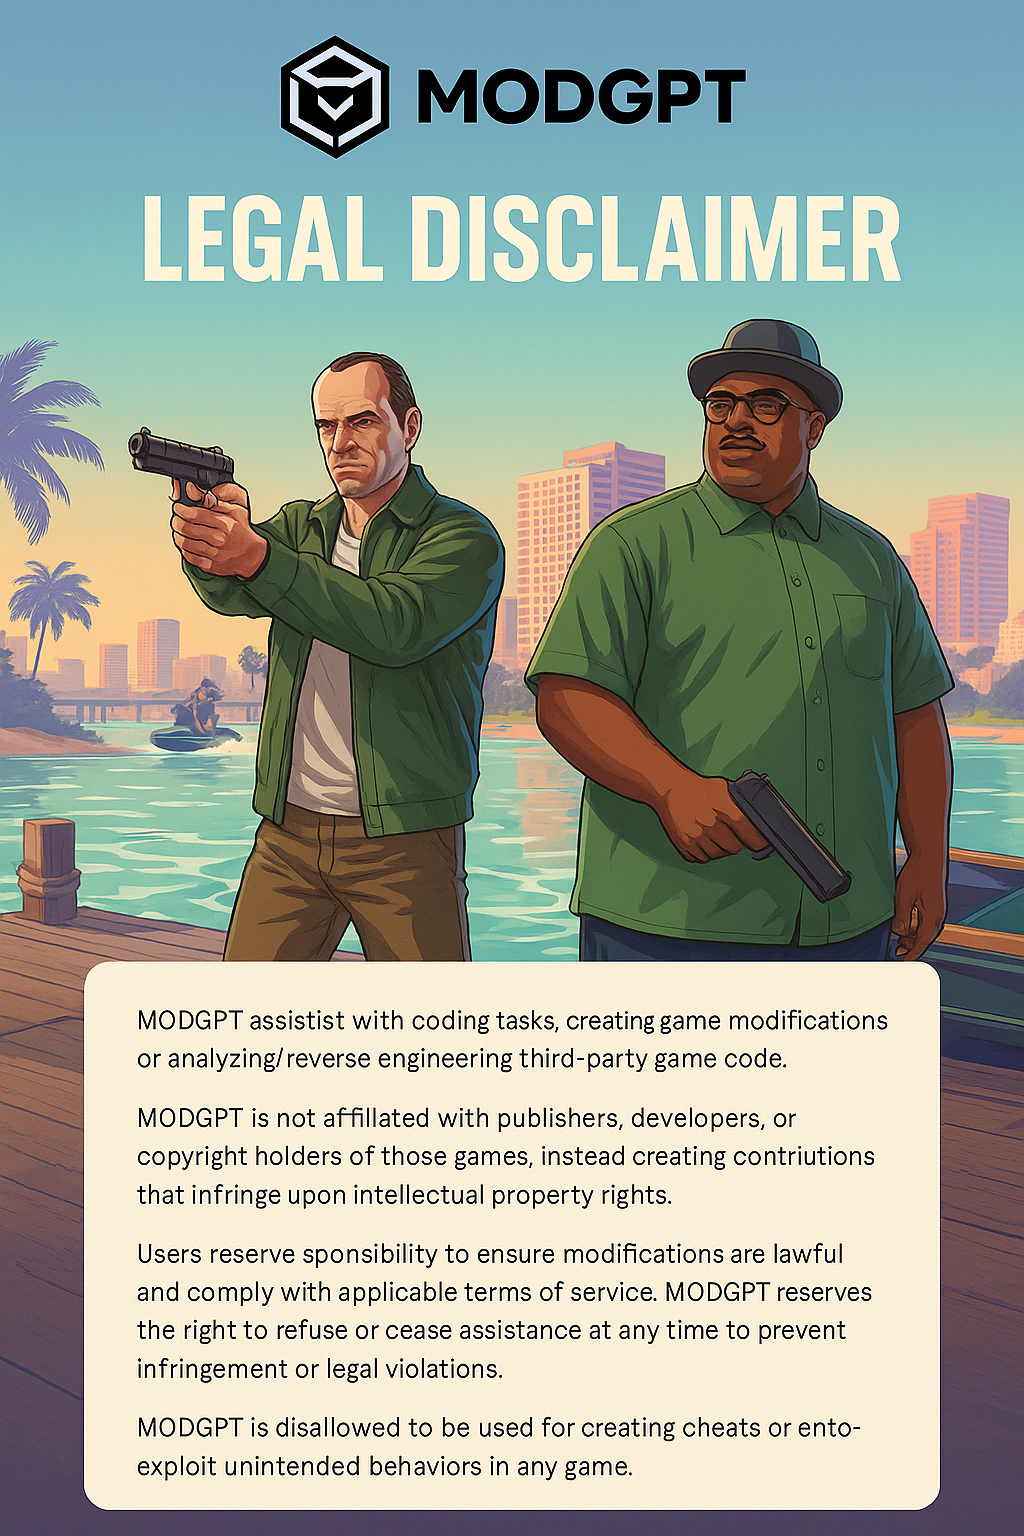 MODGPT
LEGAL DISCLAIMER
MODGPT assistist with coding tasks, creating game modifications
or analyzing/reverse engineering third-party game code.
MODGPT is not affillated with publishers, developers, or
copyright holders of those games, instead creating contriutions
that infringe upon intellectual property rights.
Users reserve sponsibility to ensure modifications are lawful
and comply with applicable terms of service. MODGPT reserves
the right to refuse or cease assistance at any time to prevent
infringement or legal violations.
MODGPT is disallowed to be used for creating cheats or ento-
exploit unintended behaviors in any game.